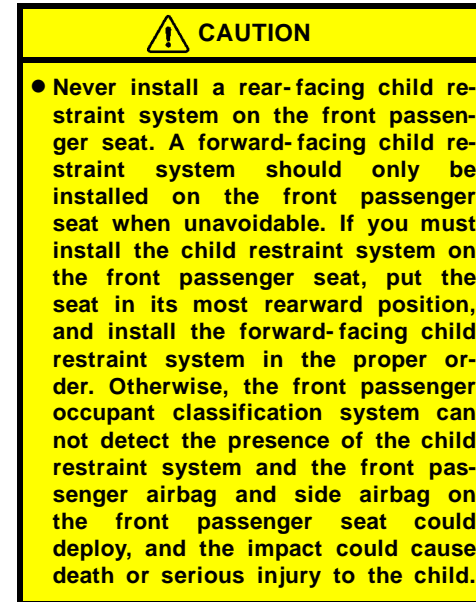 CAUTION
● Never install a rear-facing child re-
straint system on the front passen-
ger seat. A forward-facing child re-
straint system should only be
installed on the front passenger
seat when unavoidable. If you must
install the child restraint system on
the front passenger seat, put the
seat in its most rearward position,
and install the forward-facing child
restraint system in the proper or-
der. Otherwise, the front passenger
occupant classification system can
not detect the presence of the child
restraint system and the front pas-
senger airbag and side airbag on
the front passenger seat could
deploy, and the impact could cause
death or serious injury to the child.